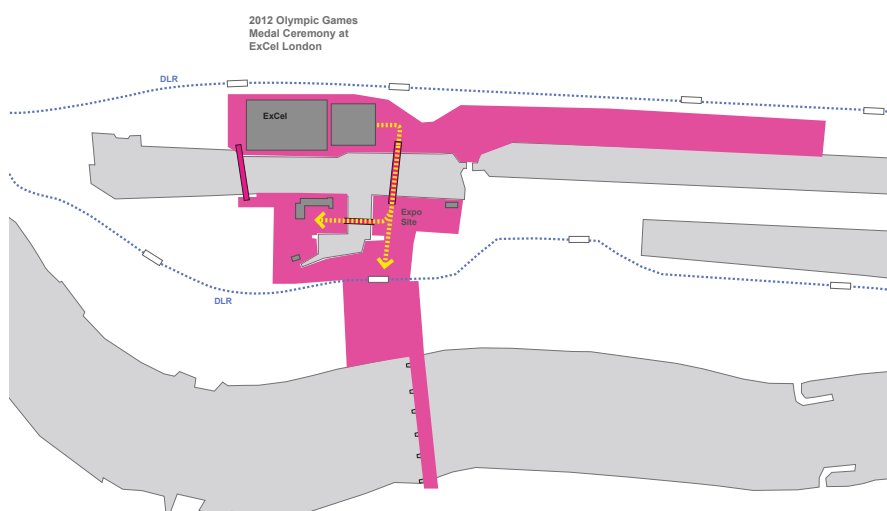 2012 Olympic Games
Medal Ceremony at
ExCel London
DLR
ExCel
Expo
Site
DLR